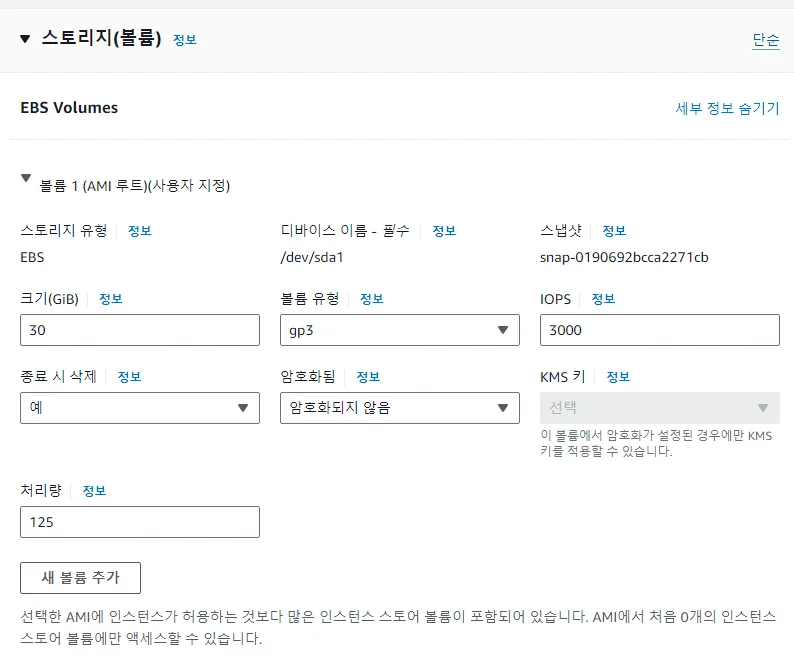 스토리지(볼륨) 정보 단순
EBS Volumes 세부 정보 숨기기
볼륨 1 (AMI 루트)(사용자 지정)
스토리지 유형 정보 디바이스 이름 - 필수 정보 스냅샷 정보
EBS /dev/sda1 snap-0190692bcca2271cb
크기(GiB) 정보 볼륨 유형 정보 IOPS 정보
30 gp3 3000
종료 시 삭제 정보 암호화됨 정보 KMS 키 정보
예 암호화되지 않음 선택
이 볼륨에서 암호화가 설정된 경우에만 KMS
키를 적용할 수 있습니다.
처리량 정보
125
새 볼륨 추가
선택한 AMI에 인스턴스가 허용하는 것보다 많은 인스턴스 스토어 볼륨이 포함되어 있습니다. AMI에서 처음 0개의 인스턴스
스토어 볼륨에만 액세스할 수 있습니다.